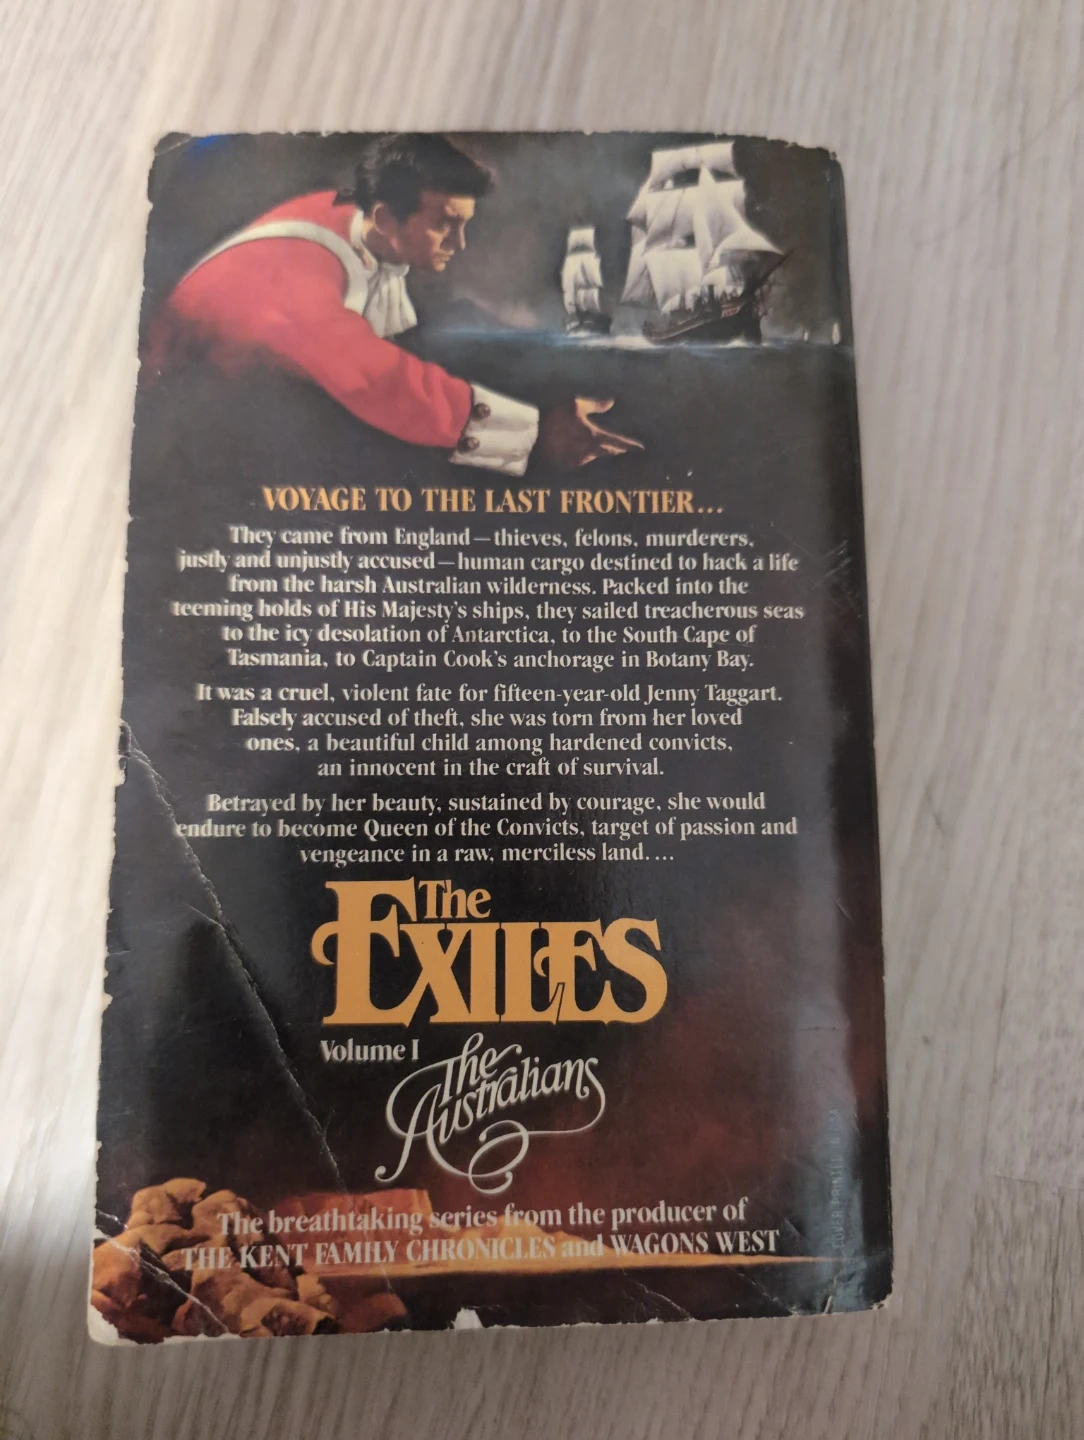 VOYAGE TO THE LAST FRONTIER...
They came from England—thieves, felons, murderers,
justly and unjustly accused—human cargo destined to hack a life
from the harsh Australian wilderness. Packed into the
teeming holds of His Majesty's ships, they sailed treacherous seas
to the icy desolation of Antarctica, to the South Cape of
Tasmania, to Captain Cook's anchorage in Botany Bay.
It was a cruel, violent fate for fifteen-year-old Jenny Taggart.
Falsely accused of theft, she was torn from her loved
ones, a beautiful child among hardened convicts,
an innocent in the craft of survival.
Betrayed by her beauty, sustained by courage, she would
endure to become Queen of the Convicts, target of passion and
vengeance in a raw, merciless land....
The
EXILES
Volume I
The
Australians
The breathtaking series from the producer of
THE KENT FAMILY CHRONICLES and WAGONS WEST
COVER PRINTED IN